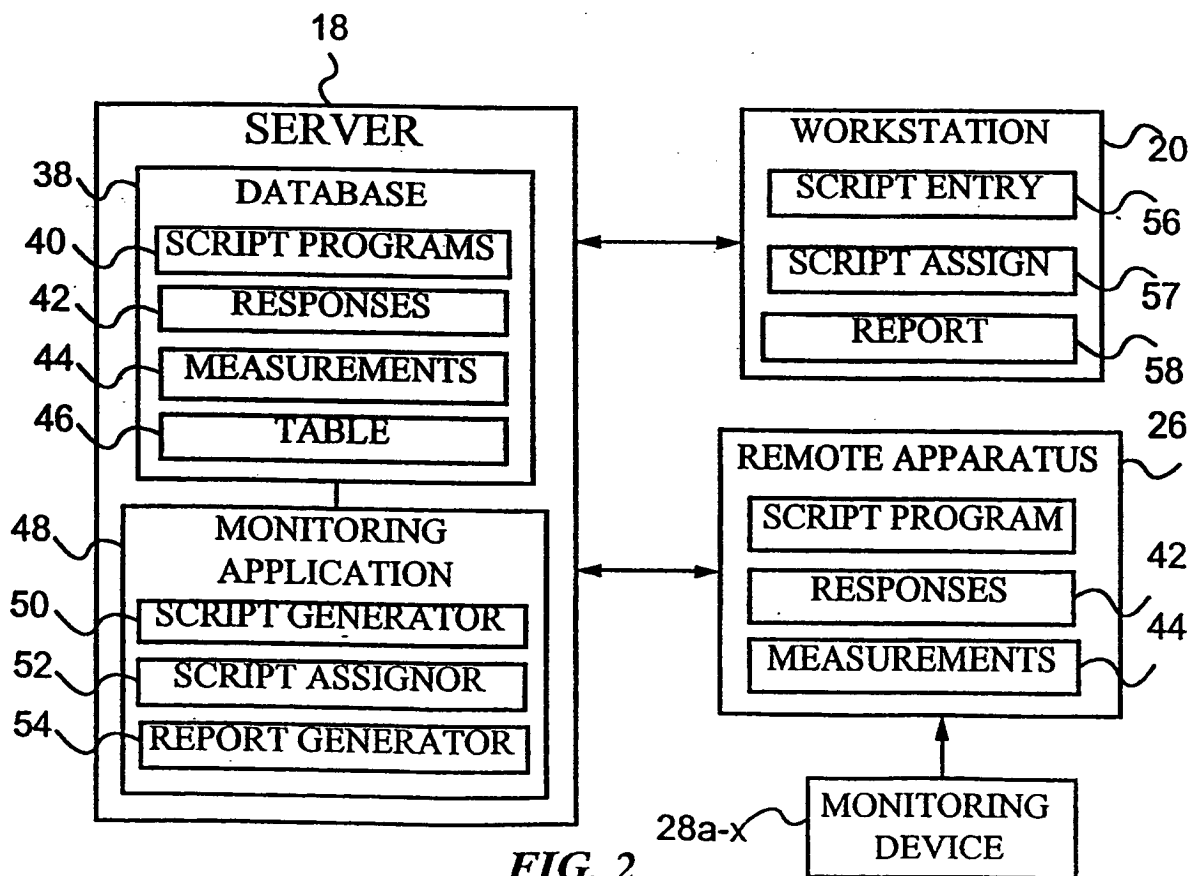 18
SERVER
38
DATABASE
40
SCRIPT PROGRAMS
42
RESPONSES
44
MEASUREMENTS
46
TABLE
48
MONITORING
APPLICATION
50
SCRIPT GENERATOR
52
SCRIPT ASSIGNOR
54
REPORT GENERATOR
WORKSTATION
20
SCRIPT ENTRY
56
SCRIPT ASSIGN
57
REPORT
58
26
REMOTE APPARATUS
SCRIPT PROGRAM
42
RESPONSES
44
MEASUREMENTS
28a-x
MONITORING
DEVICE
FIG. 2